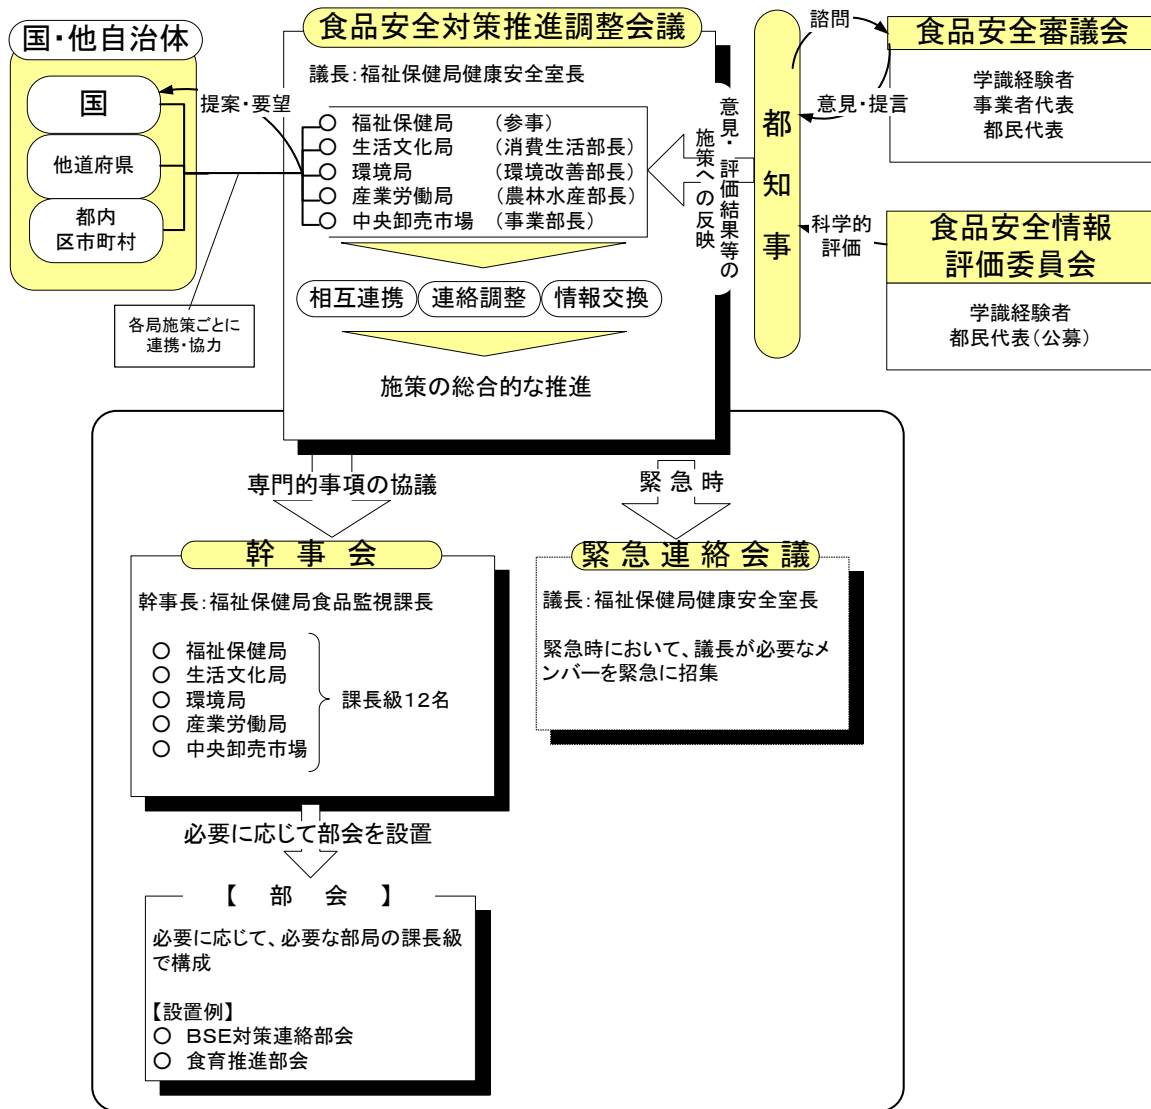 国・他自治体
国
他道府県
都内
区市町村
提案・要望
各局施策ごとに
連携・協力
食品安全対策推進調整会議
議長：福祉保健局健康安全室長
○ 福祉保健局 （参事）
○ 生活文化局 （消費生活部長）
○ 環境局 （環境改善部長）
○ 産業労働局 （農林水産部長）
○ 中央卸売市場 （事業部長）
相互連携
連絡調整
情報交換
施策の総合的な推進
意見・評価結果等の
施策への反映
都知事
諮問
意見・提言
食品安全審議会
学識経験者
事業者代表
都民代表
科学的
評価
食品安全情報
評価委員会
学識経験者
都民代表（公募）
専門的事項の協議
幹事会
幹事長：福祉保健局食品監視課長
○ 福祉保健局
○ 生活文化局
○ 環境局
○ 産業労働局
○ 中央卸売市場
課長級１２名
必要に応じて部会を設置
【 部 会 】
必要に応じて、必要な部局の課長級
で構成
【設置例】
○ ＢＳＥ対策連絡部会
○ 食育推進部会
緊急時
緊急連絡会議
議長：福祉保健局健康安全室長
緊急時において、議長が必要なメ
ンバーを緊急に招集